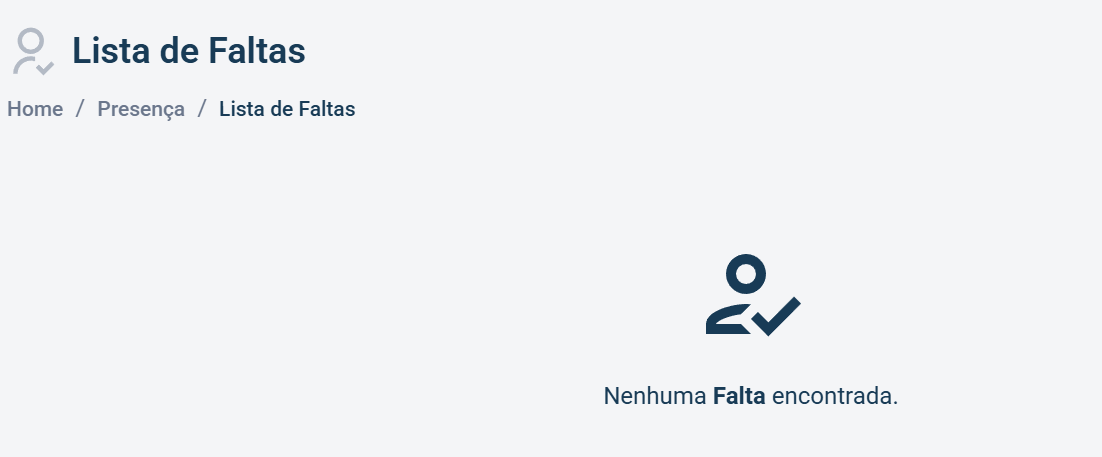 Lista de Faltas
Home / Presença / Lista de Faltas
Nenhuma Falta encontrada.